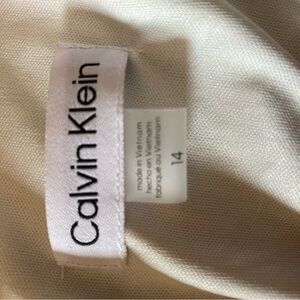 Calvin Klein
made in Vietnam
hecho en Vietnam
fabriqué au Vietnam
14